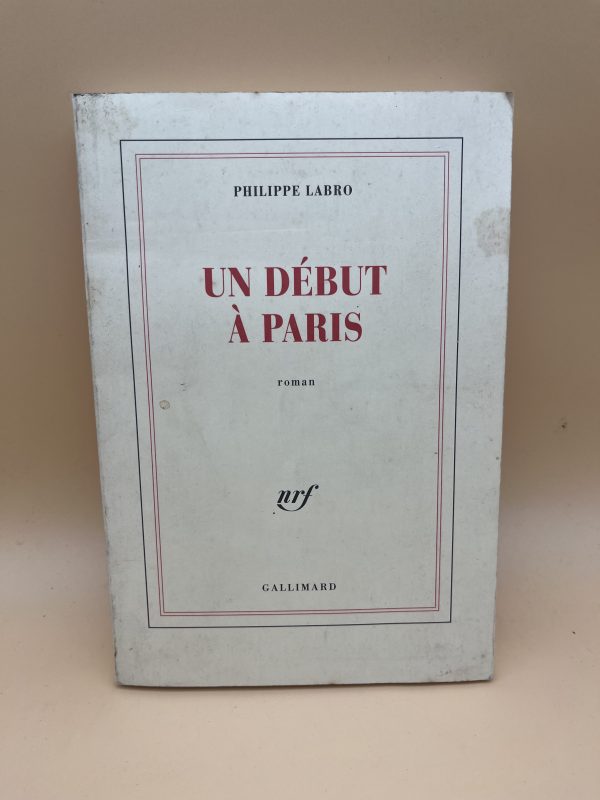 PHILIPPE LABRO
UN DÉBUT
À PARIS
roman
nrf
GALLIMARD